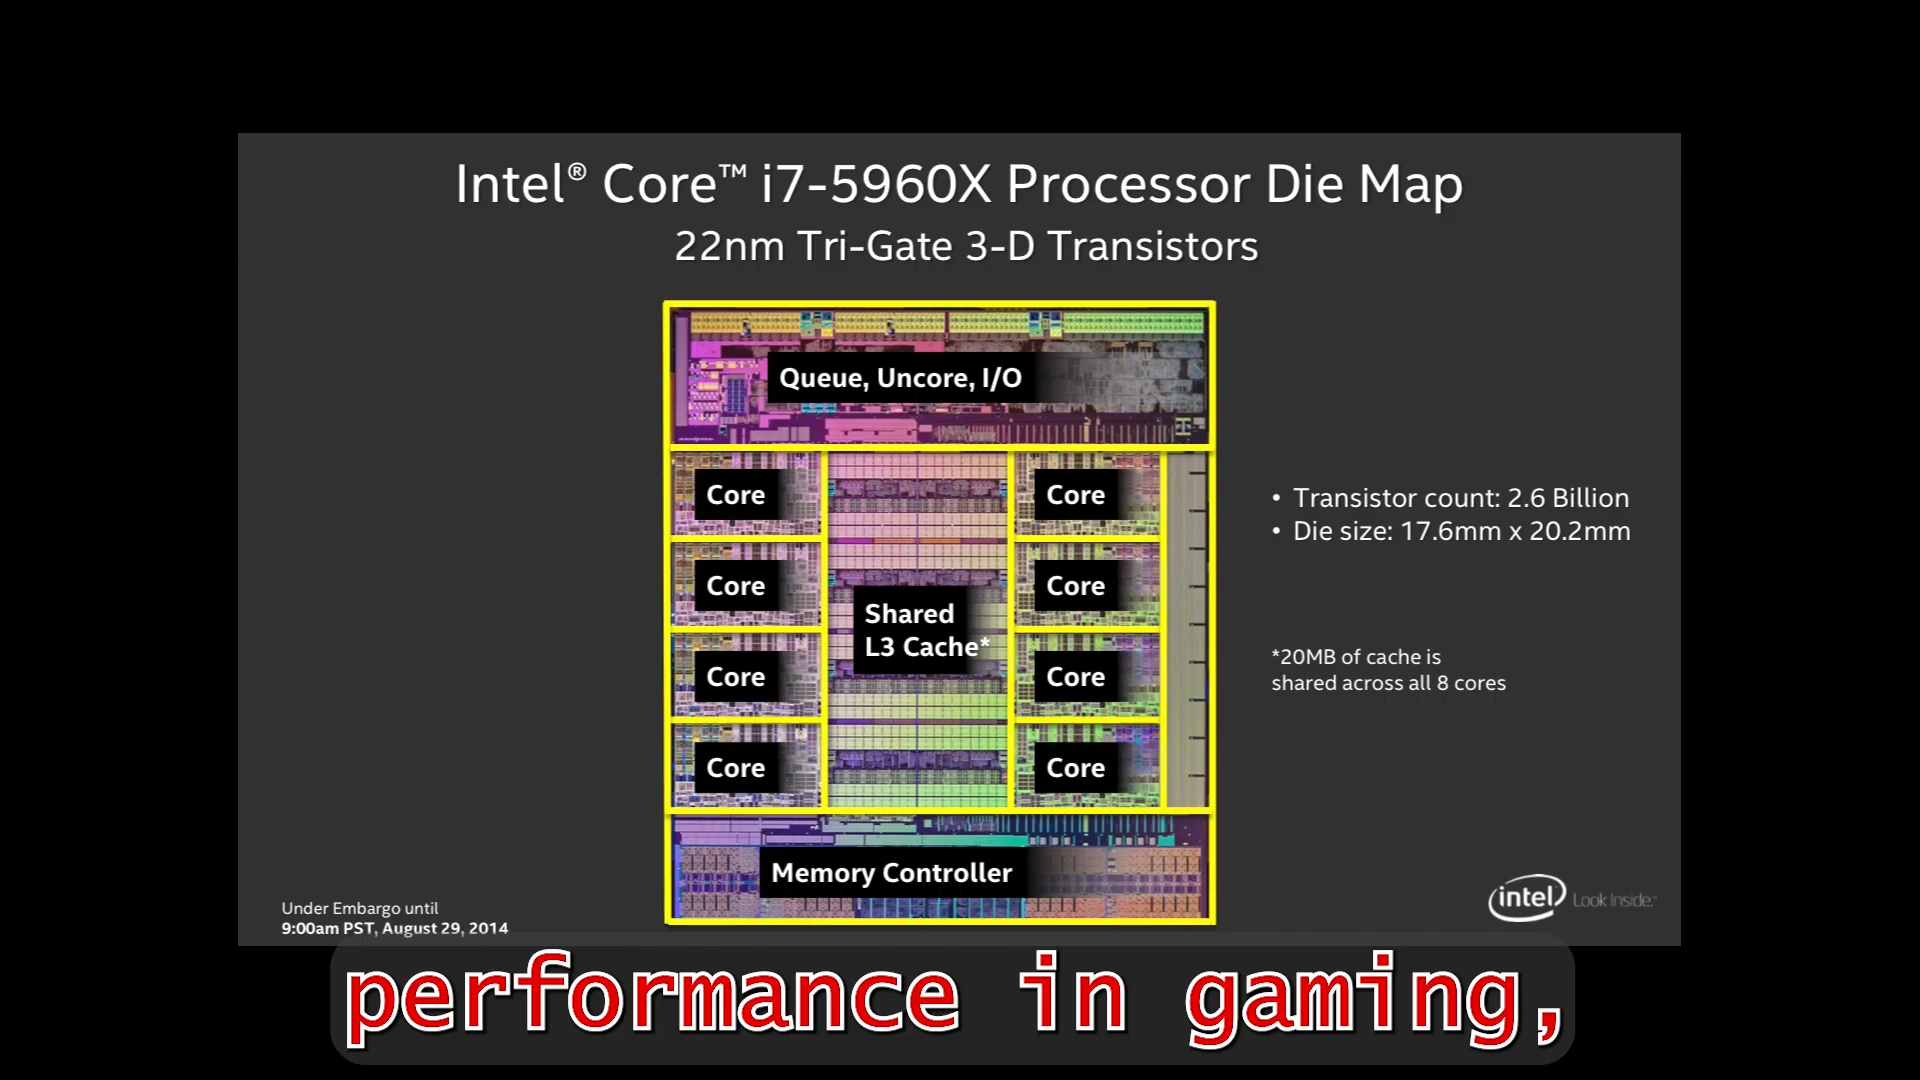 Intel® Core™ i7-5960X Processor Die Map
22nm Tri-Gate 3-D Transistors
Queue, Uncore, I/O
Core
Core
Core
Core
Shared
L3 Cache*
Core
Core
Core
Core
Memory Controller
• Transistor count: 2.6 Billion
• Die size: 17.6mm x 20.2mm
*20MB of cache is
shared across all 8 cores
Under Embargo until
9:00am PST, August 29, 2014
intel Look Inside.™
performance in gaming,